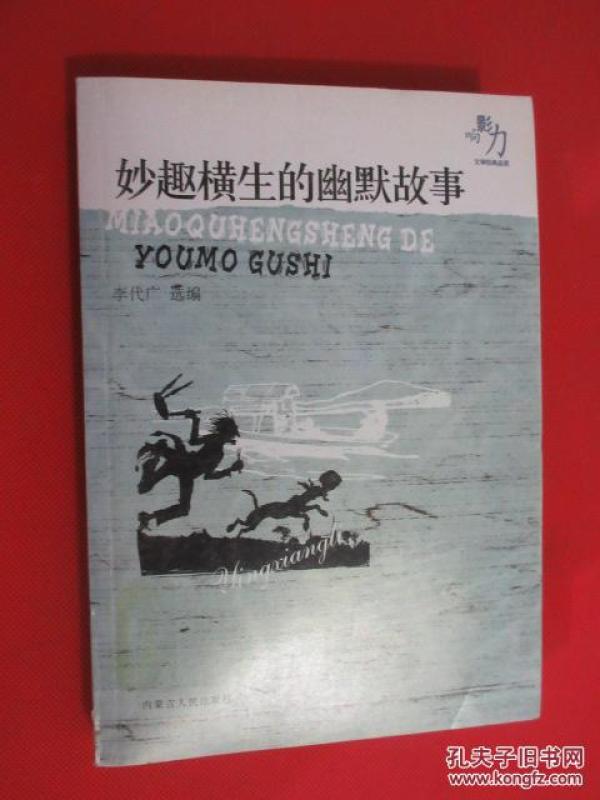 影
响 力
妙趣横生的幽默故事
MIAOQUHENGSHENG DE
YOUMO GUSHI
李代广 选编
Yingxiangli
内蒙古人民出版社
孔夫子旧书网
www.kongfz.com